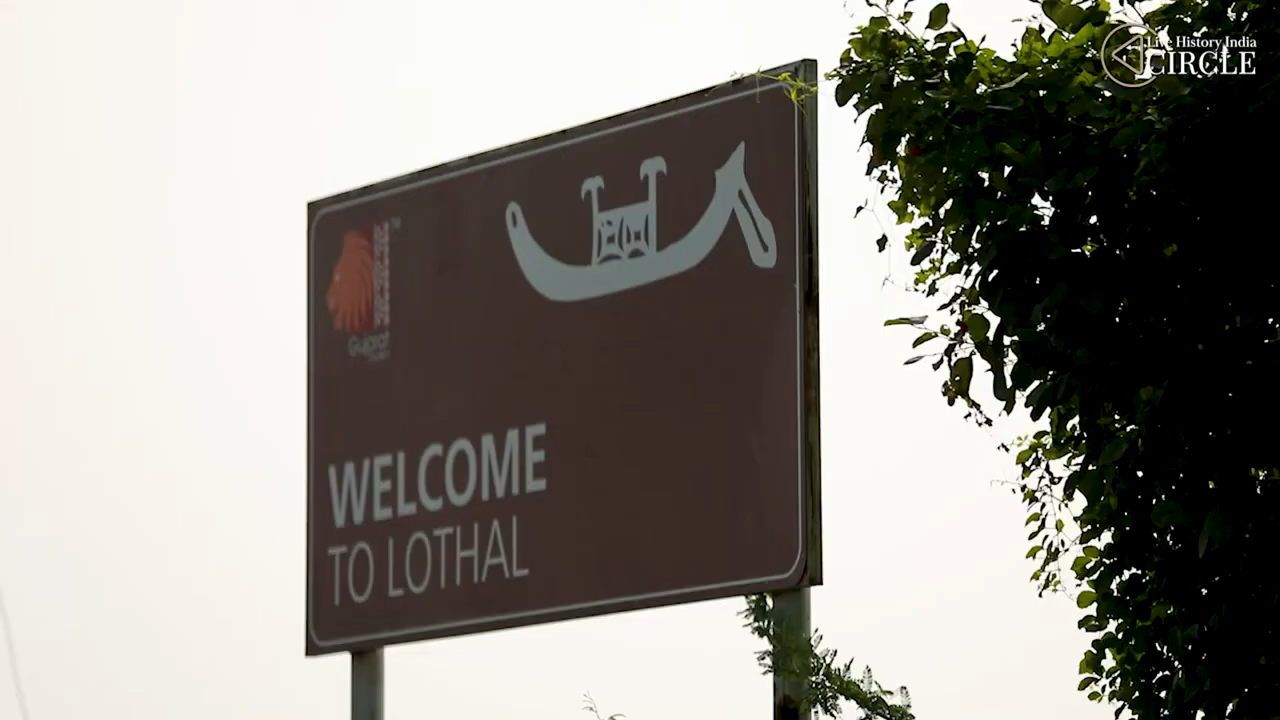 Live History India
CIRCLE
Gujarat
WELCOME
TO LOTHAL